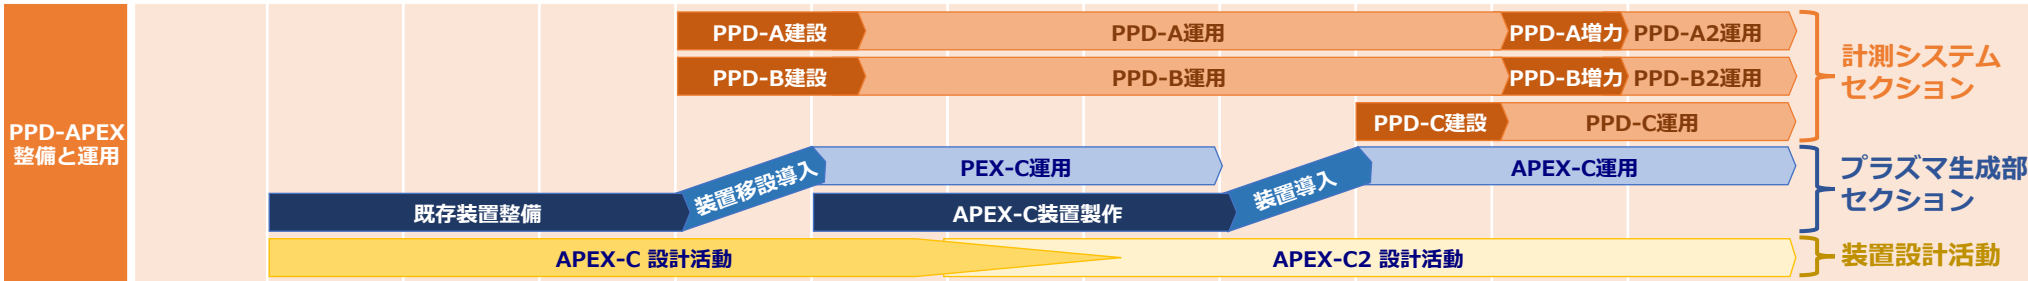 PPD-APEX
整備と運用
PPD-A建設
PPD-A運用
PPD-A増力
PPD-A2運用
PPD-B建設
PPD-B運用
PPD-B増力
PPD-B2運用
PPD-C建設
PPD-C運用
計測システム
セクション
装置移設導入
PEX-C運用
装置導入
APEX-C運用
既存装置整備
APEX-C装置製作
プラズマ生成部
セクション
APEX-C 設計活動
APEX-C2 設計活動
装置設計活動